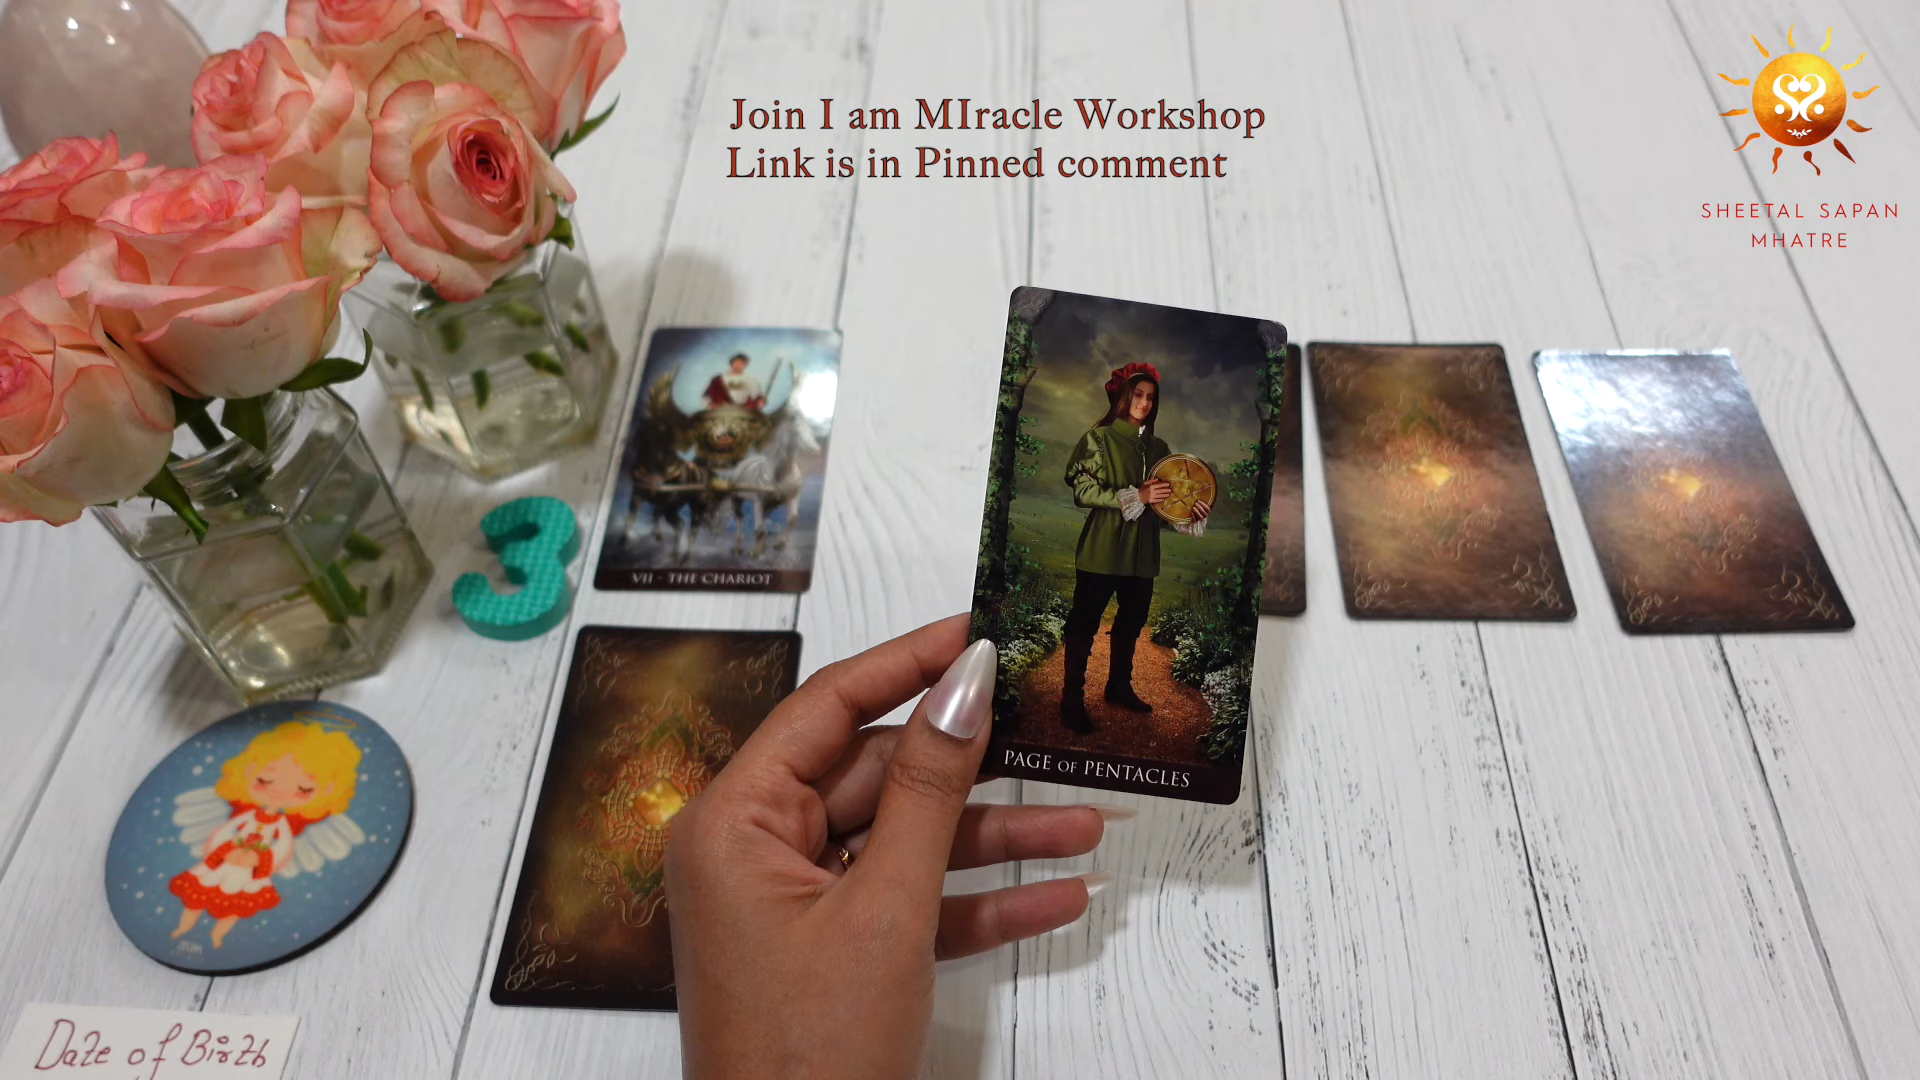 Join I am MIracle Workshop
Link is in Pinned comment
SHEETAL SAPAN
MHATRE
3
VII - THE CHARIOT
PAGE OF PENTACLES
Date of Birth